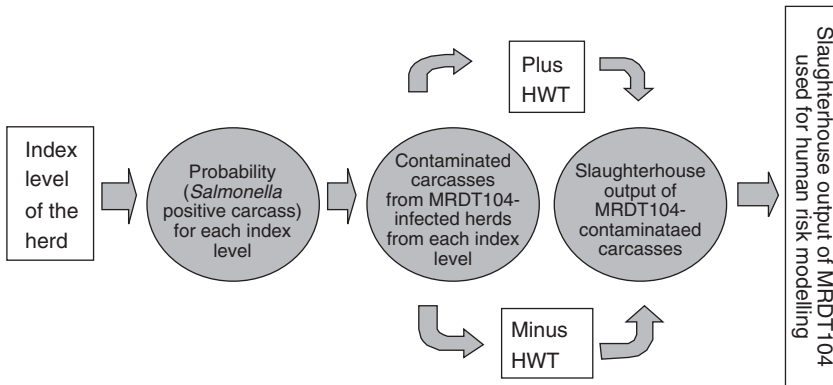 Index
level
of the
herd
Probability
(Salmonella
positive carcass)
for each index
level
Contaminated
carcasses
from MRDT104-
infected herds
from each index
level
Plus
HWT
Minus
HWT
Slaughterhouse
output of
MRDT104-
contaminataed
carcasses
Slaughterhouse output of MRDT104
used for human risk modelling